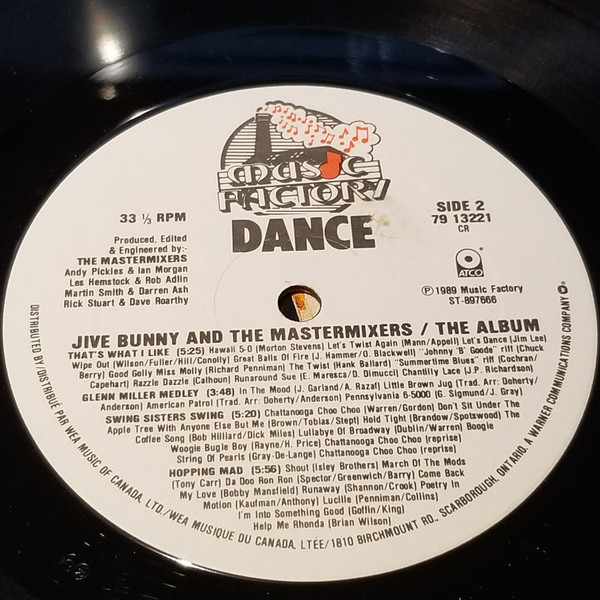 MUSIC
FACTORY
DANCE
33 ⅓ RPM
Produced, Edited
& Engineered by:-
THE MASTERMIXERS
Andy Pickles & Ian Morgan
Les Hemstock & Rob Adlin
Martin Smith & Darren Ash
Rick Stuart & Dave Roarthy
SIDE 2
79 13221
CR
ATCO
℗ 1989 Music Factory
ST-897666
JIVE BUNNY AND THE MASTERMIXERS / THE ALBUM
THAT'S WHAT I LIKE (5:25) Hawaii 5-0 (Morton Stevens) Let's Twist Again (Mann/Appell) Let's Dance (Jim Lee)
Wipe Out (Wilson/Fuller/Hill/Conolly) Great Balls Of Fire (J. Hammer/O. Blackwell) "Johnny "B" Goode" riff (Chuck
Berry) Good Golly Miss Molly (Richard Penniman) The Twist (Hank Ballard) "Summertime Blues" riff (Cochran/
Capehart) Razzle Dazzle (Calhoun) Runaround Sue (E. Maresca/D. Dimucci) Chantilly Lace (J.P. Richardson)
GLENN MILLER MEDLEY (3:48) In The Mood (J. Garland/A. Razal) Little Brown Jug (Trad. Arr: Doherty/
Anderson) American Patrol (Trad. Arr: Doherty/Anderson) Pennsylvania 6-5000 (G. Sigmund/J. Gray)
SWING SISTERS SWING (5:20) Chattanooga Choo Choo (Warren/Gordon) Don't Sit Under The
Apple Tree With Anyone Else But Me (Brown/Tobias/Stept) Hold Tight (Brandow/Spotswood) The
Coffee Song (Bob Hilliard/Dick Miles) Lullabye Of Broadway (Dublin/Warren) Boogie
Woogie Bugle Boy (Raye/H. Price) Chattanooga Choo Choo (reprise)
String Of Pearls (Gray-De-Lange) Chattanooga Choo Choo (reprise)
HOPPING MAD (5:56) Shout (Isley Brothers) March Of The Mods
(Tony Carr) Da Doo Ron Ron (Spector/Greenwich/Barry) Come Back
My Love (Bobby Mansfield) Runaway (Shannon/Crook) Poetry In
Motion (Kaufman/Anthony) Lucille (Penniman/Collins)
I'm Into Something Good (Goffin/King)
Help Me Rhonda (Brian Wilson)
DISTRIBUTED BY/DISTRIBUÉ PAR WEA MUSIC OF CANADA, LTD./WEA MUSIQUE DU CANADA, LTÉE/1810 BIRCHMOUNT RD., SCARBOROUGH, ONTARIO, A WARNER COMMUNICATIONS COMPANY